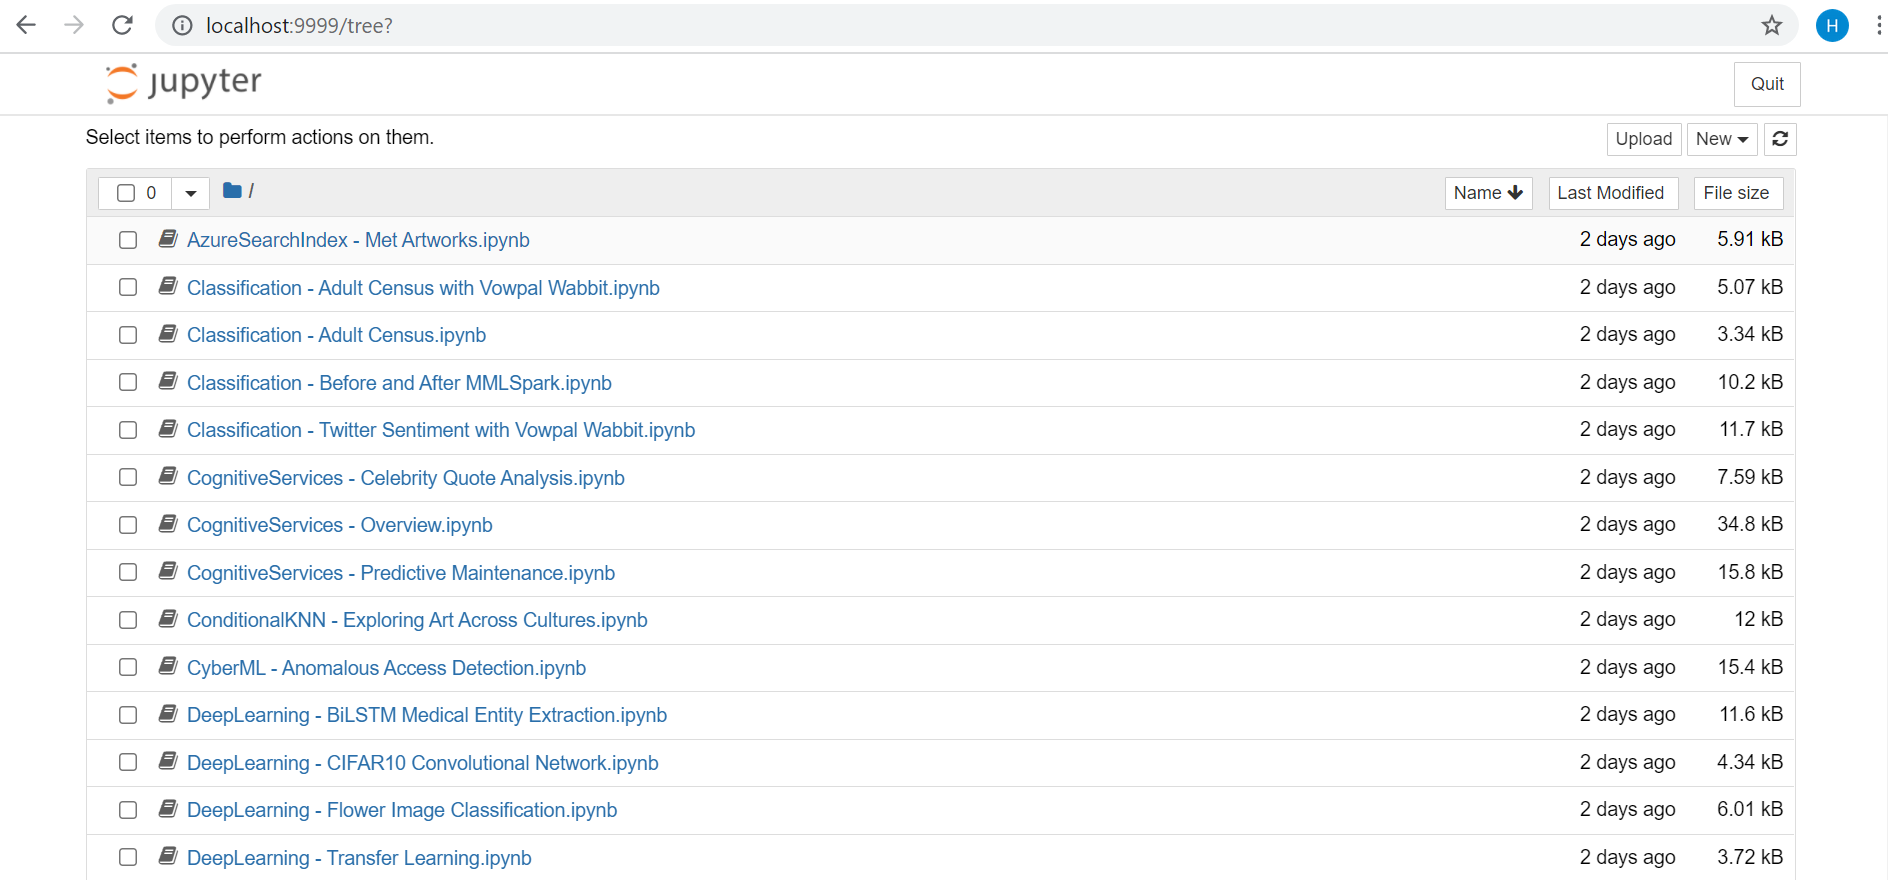 localhost:9999/tree?
H
jupyter
Quit
Select items to perform actions on them.
Upload New
0 / Name Last Modified File size
AzureSearchIndex - Met Artworks.ipynb 2 days ago 5.91 kB
Classification - Adult Census with Vowpal Wabbit.ipynb 2 days ago 5.07 kB
Classification - Adult Census.ipynb 2 days ago 3.34 kB
Classification - Before and After MMLSpark.ipynb 2 days ago 10.2 kB
Classification - Twitter Sentiment with Vowpal Wabbit.ipynb 2 days ago 11.7 kB
CognitiveServices - Celebrity Quote Analysis.ipynb 2 days ago 7.59 kB
CognitiveServices - Overview.ipynb 2 days ago 34.8 kB
CognitiveServices - Predictive Maintenance.ipynb 2 days ago 15.8 kB
ConditionalKNN - Exploring Art Across Cultures.ipynb 2 days ago 12 kB
CyberML - Anomalous Access Detection.ipynb 2 days ago 15.4 kB
DeepLearning - BiLSTM Medical Entity Extraction.ipynb 2 days ago 11.6 kB
DeepLearning - CIFAR10 Convolutional Network.ipynb 2 days ago 4.34 kB
DeepLearning - Flower Image Classification.ipynb 2 days ago 6.01 kB
DeepLearning - Transfer Learning.ipynb 2 days ago 3.72 kB